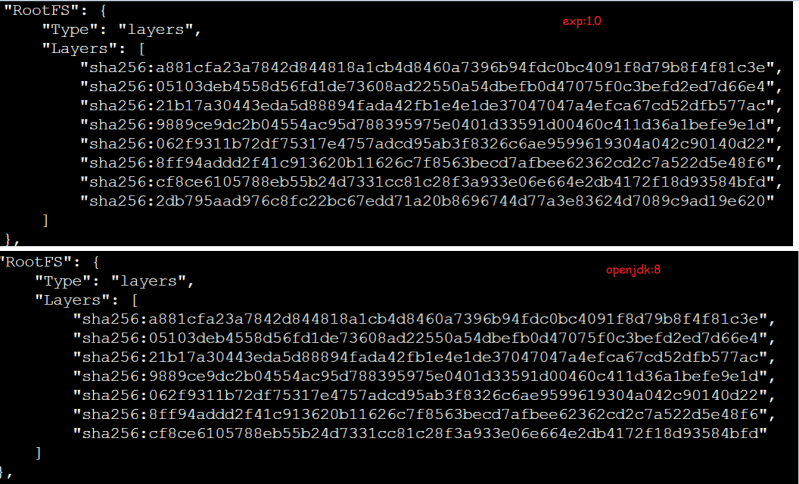 "RootFS": {
exp:1.0
"Type": "layers",
"Layers": [
"sha256:a881cfa23a7842d844818a1cb4d8460a7396b94fdc0bc4091f8d79b8f4f81c3e",
"sha256:05103deb4558d56fd1de73608ad22550a54dbefb0d47075f0c3befd2ed7d66e4",
"sha256:21b17a30443eda5d88894fada42fb1e4e1de37047047a4efca67cd52dfb577ac",
"sha256:9889ce9dc2b04554ac95d788395975e0401d33591d00460c411d36a1befe9e1d",
"sha256:062f9311b72df75317e4757adcd95ab3f8326c6ae9599619304a042c90140d22",
"sha256:8ff94addd2f41c913620b11626c7f8563becd7afbee62362cd2c7a522d5e48f6",
"sha256:cf8ce6105788eb55b24d7331cc81c28f3a933e06e664e2db4172f18d93584bfd",
"sha256:2db795aad976c8fc22bc67edd71a20b8696744d77a3e83624d7089c9ad19e620"
]
},
"RootFS": {
openjdk:8
"Type": "layers",
"Layers": [
"sha256:a881cfa23a7842d844818a1cb4d8460a7396b94fdc0bc4091f8d79b8f4f81c3e",
"sha256:05103deb4558d56fd1de73608ad22550a54dbefb0d47075f0c3befd2ed7d66e4",
"sha256:21b17a30443eda5d88894fada42fb1e4e1de37047047a4efca67cd52dfb577ac",
"sha256:9889ce9dc2b04554ac95d788395975e0401d33591d00460c411d36a1befe9e1d",
"sha256:062f9311b72df75317e4757adcd95ab3f8326c6ae9599619304a042c90140d22",
"sha256:8ff94addd2f41c913620b11626c7f8563becd7afbee62362cd2c7a522d5e48f6",
"sha256:cf8ce6105788eb55b24d7331cc81c28f3a933e06e664e2db4172f18d93584bfd"
]
},